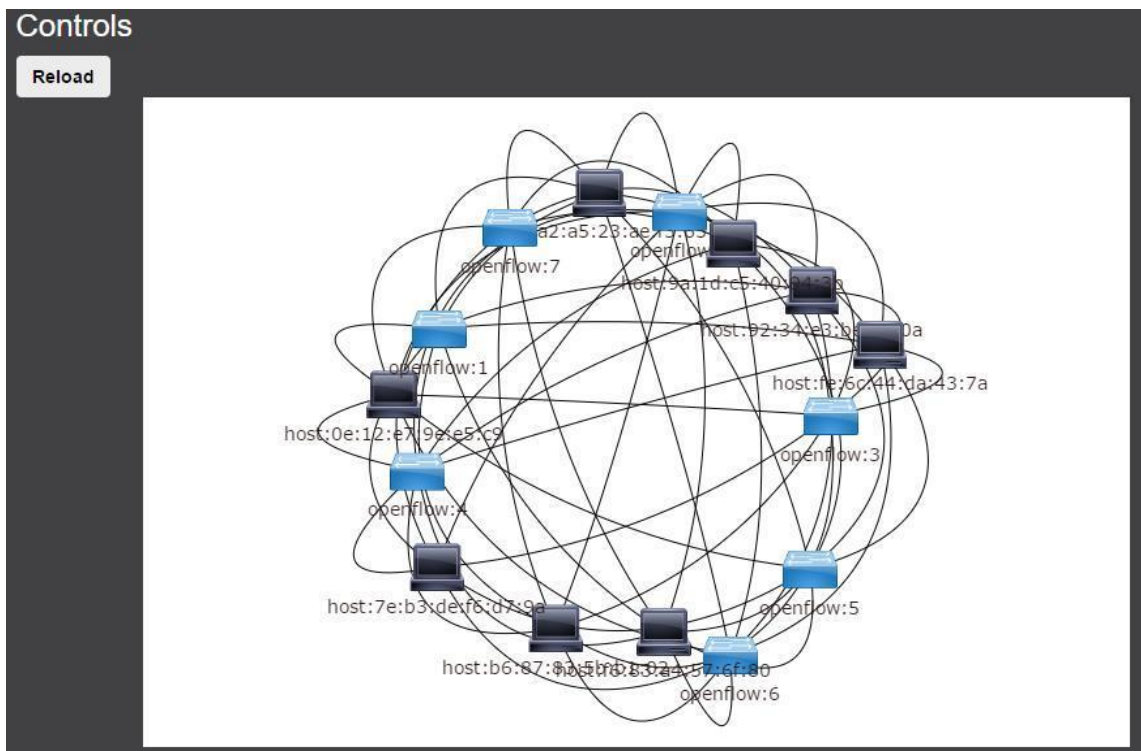 Controls
Reload
openflow:7
openflow
openflow:1
host:fe:6c:44:da:43:7a
host:0e:12:e7:9e:e5:c9
openflow:3
openflow:4
openflow:5
host:7e:b3:de:f6:d7:9a
openflow:6